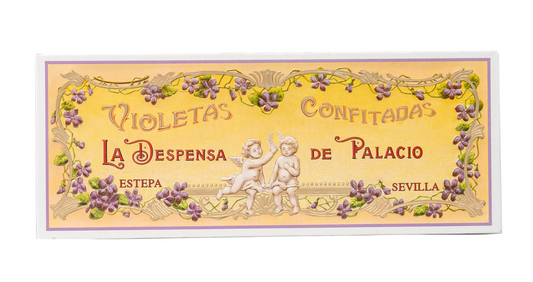 VIOLETAS CONFITADAS
LA DESPENSA DE PALACIO
ESTEPA SEVILLA